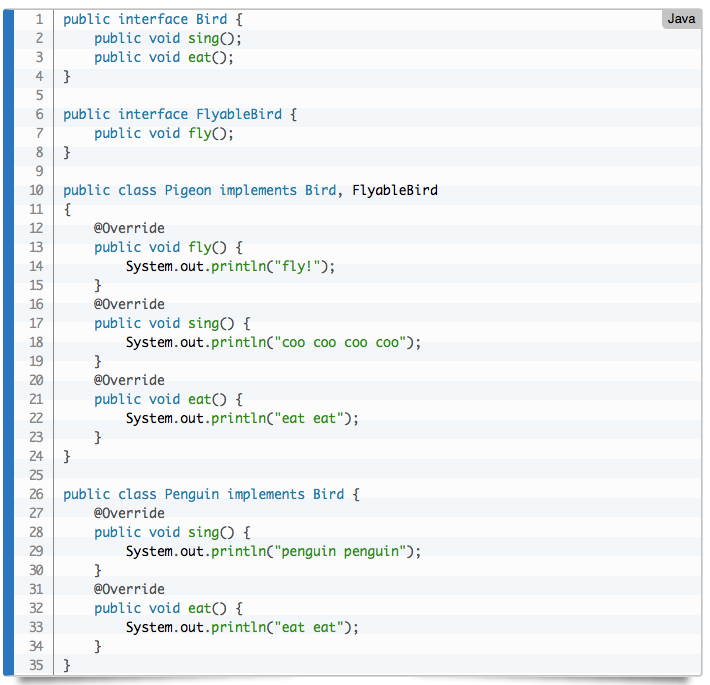 Java
1 public interface Bird {
2     public void sing();
3     public void eat();
4 }
5
6 public interface FlyableBird {
7     public void fly();
8 }
9
10 public class Pigeon implements Bird, FlyableBird
11 {
12     @Override
13     public void fly() {
14         System.out.println("fly!");
15     }
16     @Override
17     public void sing() {
18         System.out.println("coo coo coo coo");
19     }
20     @Override
21     public void eat() {
22         System.out.println("eat eat");
23     }
24 }
25
26 public class Penguin implements Bird {
27     @Override
28     public void sing() {
29         System.out.println("penguin penguin");
30     }
31     @Override
32     public void eat() {
33         System.out.println("eat eat");
34     }
35 }